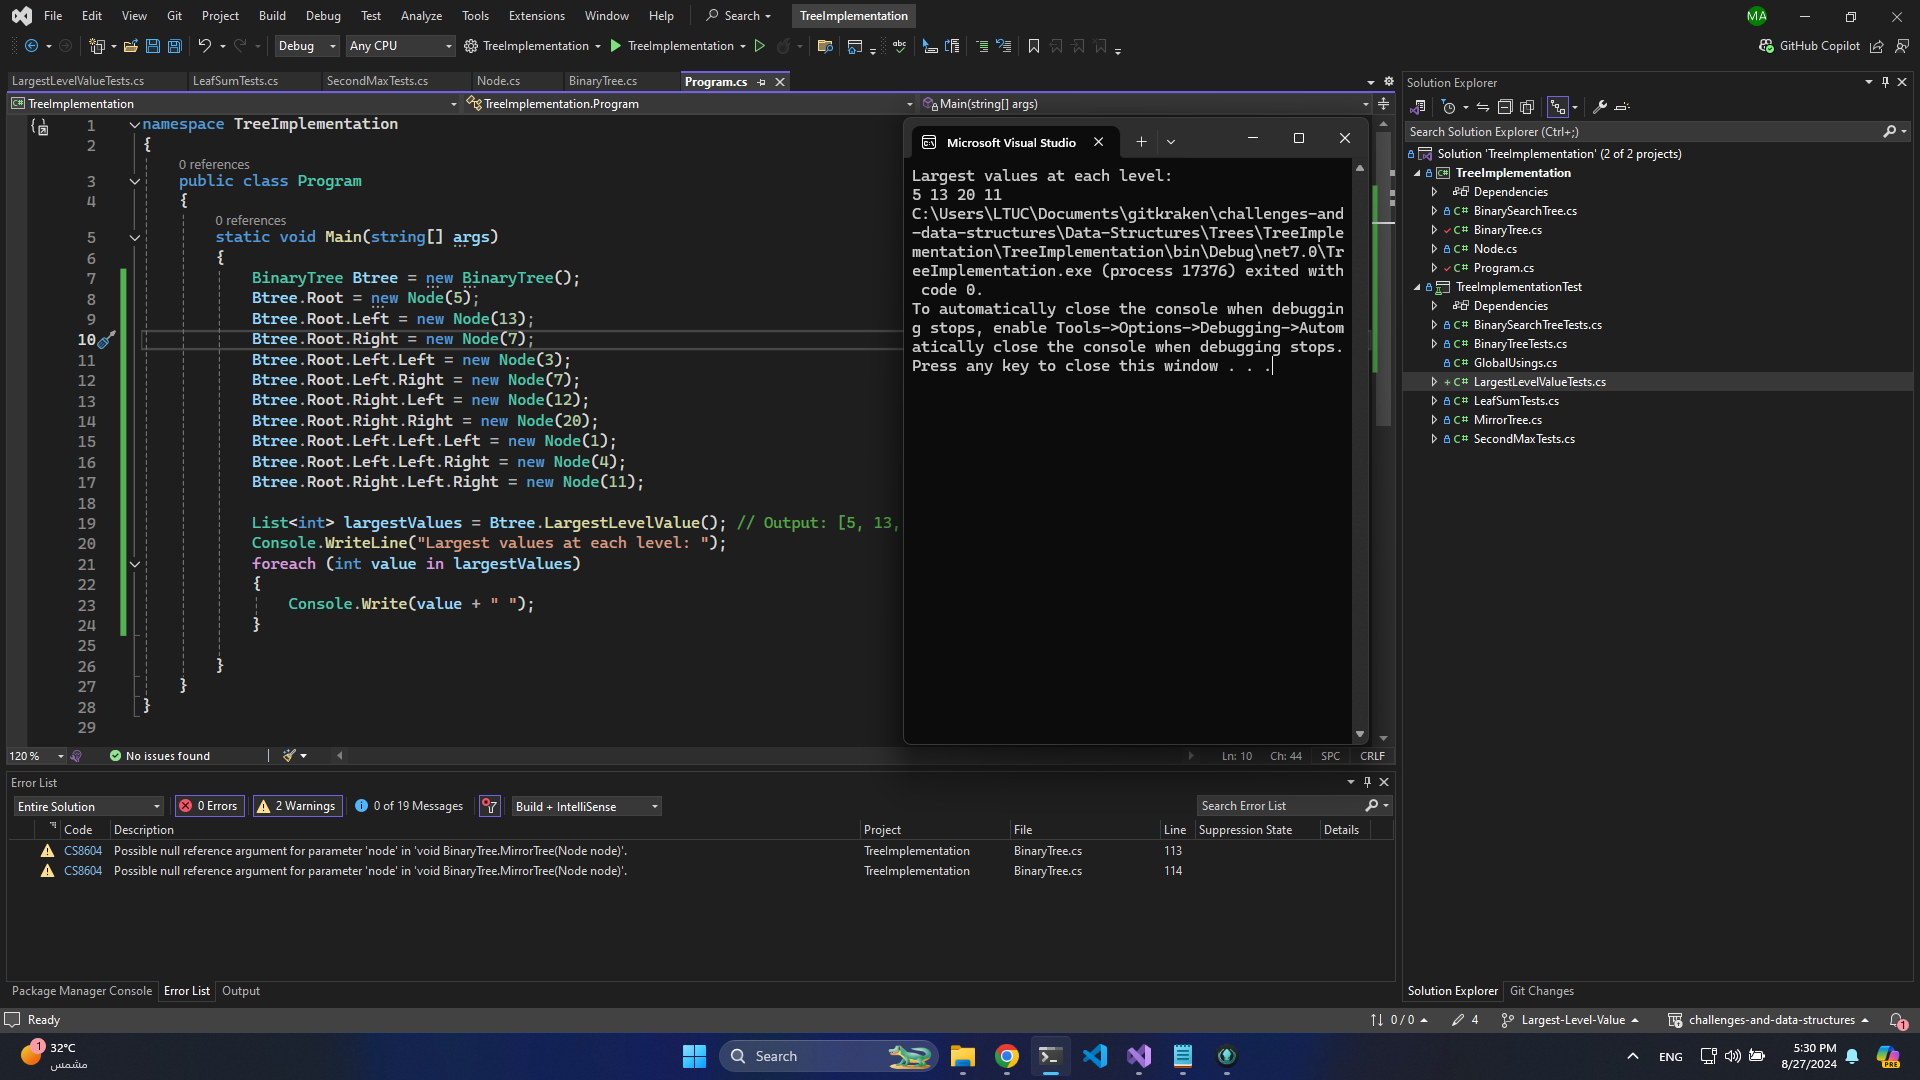 File Edit View Git Project Build Debug Test Analyze Tools Extensions Window Help Search TreeImplementation MA
Debug Any CPU TreeImplementation TreeImplementation GitHub Copilot
LargestLevelValueTests.cs LeafSumTests.cs SecondMaxTests.cs Node.cs BinaryTree.cs Program.cs
TreeImplementation TreeImplementation.Program Main(string[] args)
1 namespace TreeImplementation
2 {
0 references
3 public class Program
4 {
0 references
5 static void Main(string[] args)
6 {
7 BinaryTree Btree = new BinaryTree();
8 Btree.Root = new Node(5);
9 Btree.Root.Left = new Node(13);
10 Btree.Root.Right = new Node(7);
11 Btree.Root.Left.Left = new Node(3);
12 Btree.Root.Left.Right = new Node(7);
13 Btree.Root.Right.Left = new Node(12);
14 Btree.Root.Right.Right = new Node(20);
15 Btree.Root.Left.Left.Left = new Node(1);
16 Btree.Root.Left.Left.Right = new Node(4);
17 Btree.Root.Right.Left.Right = new Node(11);
18
19 List<int> largestValues = Btree.LargestLevelValue(); // Output: [5, 13,
20 Console.WriteLine("Largest values at each level: ");
21 foreach (int value in largestValues)
22 {
23 Console.Write(value + " ");
24 }
25
26 }
27 }
28 }
29
Microsoft Visual Studio
Largest values at each level:
5 13 20 11
C:\Users\LTUC\Documents\gitkraken\challenges-and
-data-structures\Data-Structures\Trees\TreeImple
mentation\TreeImplementation\bin\Debug\net7.0\Tr
eeImplementation.exe (process 17376) exited with
code 0.
To automatically close the console when debuggin
g stops, enable Tools->Options->Debugging->Autom
atically close the console when debugging stops.
Press any key to close this window . . .
120 % No issues found Ln: 10 Ch: 44 SPC CRLF
Solution Explorer
Search Solution Explorer (Ctrl+;)
Solution 'TreeImplementation' (2 of 2 projects)
C# TreeImplementation
Dependencies
C# BinarySearchTree.cs
C# BinaryTree.cs
C# Node.cs
C# Program.cs
TreeImplementationTest
Dependencies
C# BinarySearchTreeTests.cs
C# BinaryTreeTests.cs
C# GlobalUsings.cs
C# LargestLevelValueTests.cs
C# LeafSumTests.cs
C# MirrorTree.cs
C# SecondMaxTests.cs
Error List
Entire Solution 0 Errors 2 Warnings 0 of 19 Messages Build + IntelliSense Search Error List
Code Description Project File Line Suppression State Details
CS8604 Possible null reference argument for parameter 'node' in 'void BinaryTree.MirrorTree(Node node)'. TreeImplementation BinaryTree.cs 113
CS8604 Possible null reference argument for parameter 'node' in 'void BinaryTree.MirrorTree(Node node)'. TreeImplementation BinaryTree.cs 114
Package Manager Console Error List Output
Solution Explorer Git Changes
Ready 0 / 0 4 Largest-Level-Value challenges-and-data-structures 1
1 32°C
مشمس
Search
ENG
5:30 PM
8/27/2024
PRE